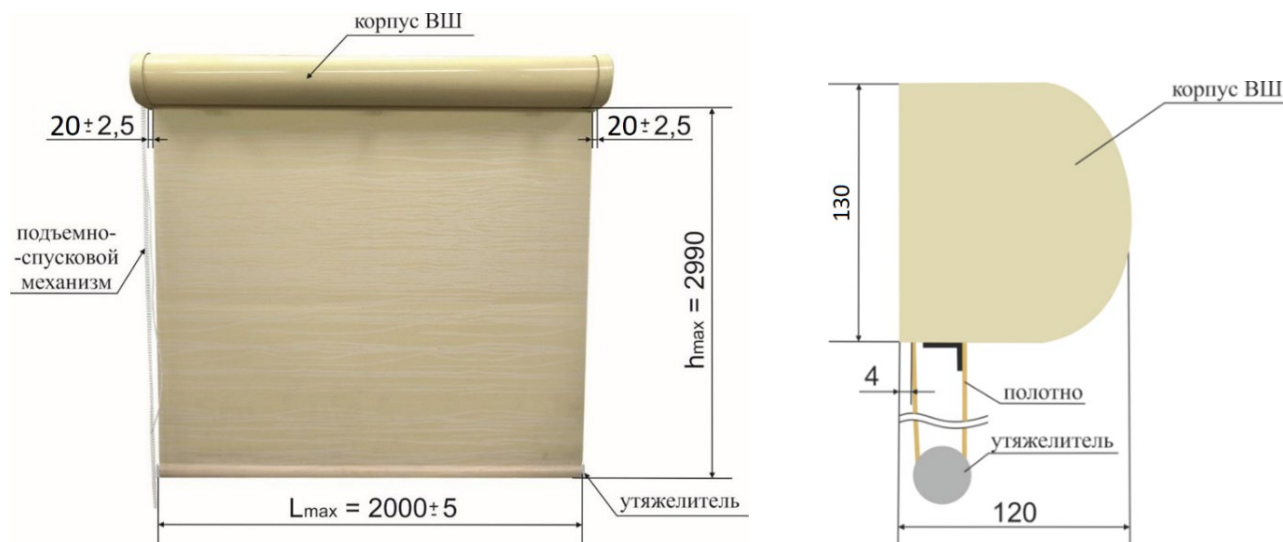 корпус ВШ
20±2,5
20±2,5
подъемно-
-спусковой
механизм
hmax = 2990
утяжелитель
Lmax = 2000±5
корпус ВШ
130
4
полотно
утяжелитель
120